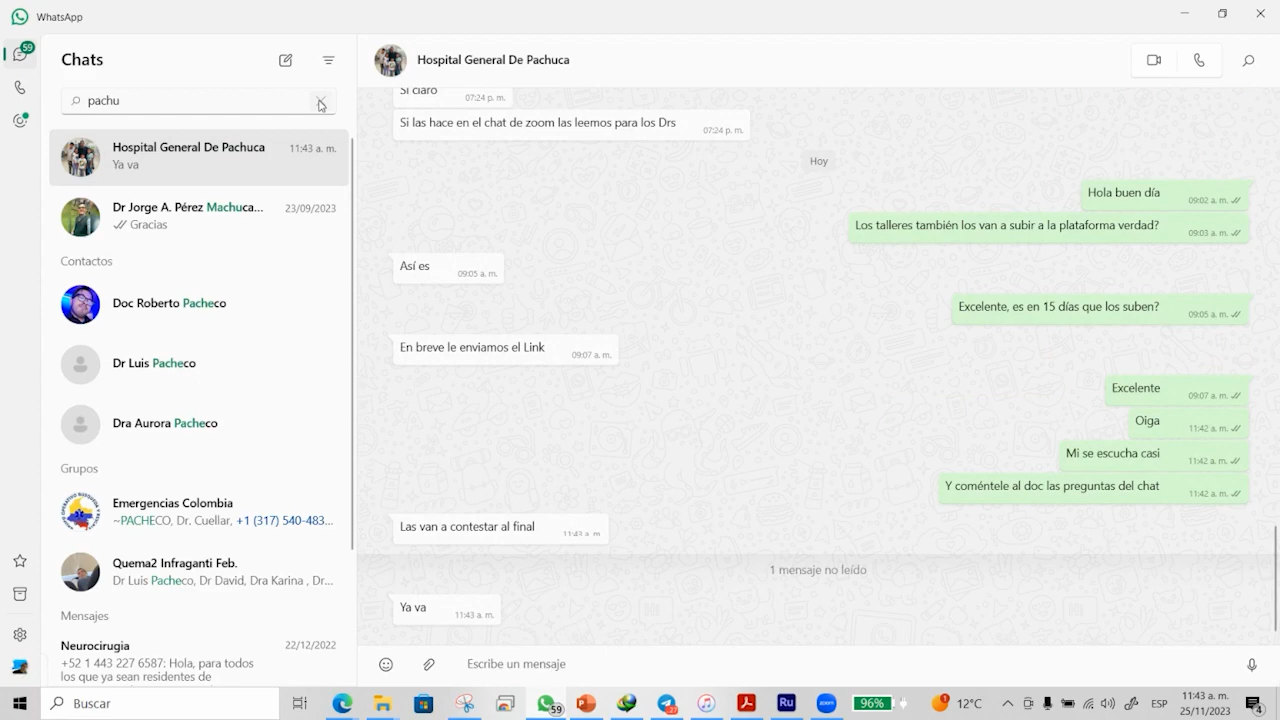 WhatsApp
59
Chats
pachu
Hospital General De Pachuca
11:43 a. m.
Ya va
Dr Jorge A. Pérez Machuca...
23/09/2023
Gracias
Contactos
Doc Roberto Pacheco
Dr Luis Pacheco
Dra Aurora Pacheco
Grupos
Emergencias Colombia
~PACHECO, Dr. Cuellar, +1 (317) 540-483...
Quema2 Infraganti Feb.
Dr Luis Pacheco, Dr David, Dra Karina , Dr...
Mensajes
Neurocirugia
22/12/2022
+52 1 443 227 6587: Hola, para todos
los que ya sean residentes de
Hospital General De Pachuca
Si claro
07:24 p. m.
Si las hace en el chat de zoom las leemos para los Drs
07:24 p. m.
Hoy
Hola buen día
09:02 a. m.
Los talleres también los van a subir a la plataforma verdad?
09:03 a. m.
Así es
09:05 a. m.
Excelente, es en 15 días que los suben?
09:05 a. m.
En breve le enviamos el Link
09:07 a. m.
Excelente
09:07 a. m.
Oiga
11:42 a. m.
Mi se escucha casi
11:42 a. m.
Y coméntele al doc las preguntas del chat
11:42 a. m.
Las van a contestar al final
11:43 a. m.
1 mensaje no leído
Ya va
11:43 a. m.
Escribe un mensaje
Buscar
59
27
Ru
zoom
96%
1
12°C
ESP
11:43 a. m.
25/11/2023
4